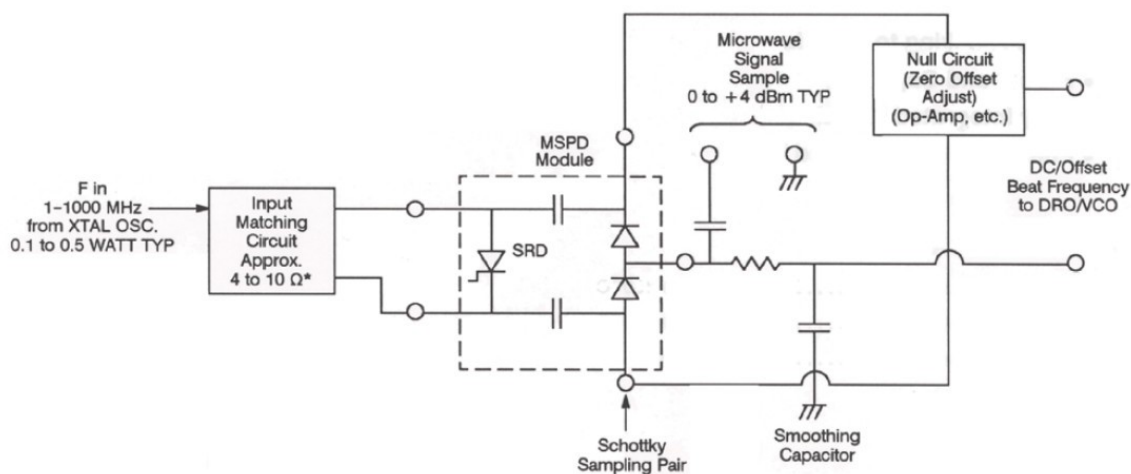 Microwave
Signal
Sample
0 to +4 dBm TYP
Null Circuit
(Zero Offset
Adjust)
(Op-Amp, etc.)
MSPD
Module
DC/Offset
Beat Frequency
to DRO/VCO
F in
1–1000 MHz
from XTAL OSC.
0.1 to 0.5 WATT TYP
Input
Matching
Circuit
Approx.
4 to 10 Ω*
SRD
Schottky
Sampling Pair
Smoothing
Capacitor